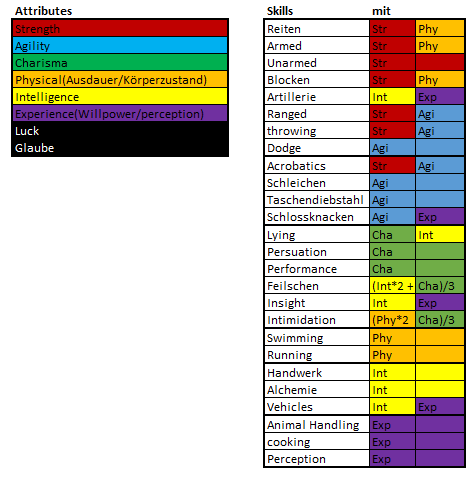 Attributes
Strength
Agility
Charisma
Physical(Ausdauer/Körperzustand)
Intelligence
Experience(Willpower/perception)
Luck
Glaube
Skills mit
Reiten Str Phy
Armed Str Phy
Unarmed Str
Blocken Str Phy
Artillerie Int Exp
Ranged Str Agi
throwing Str Agi
Dodge Agi
Acrobatics Str Agi
Schleichen Agi
Taschendiebstahl Agi
Schlossknacken Agi Exp
Lying Cha Int
Persuation Cha
Performance Cha
Feilschen (Int*2 + Cha)/3
Insight Int Exp
Intimidation (Phy*2 Cha)/3
Swimming Phy
Running Phy
Handwerk Int
Alchemie Int
Vehicles Int Exp
Animal Handling Exp
cooking Exp
Perception Exp